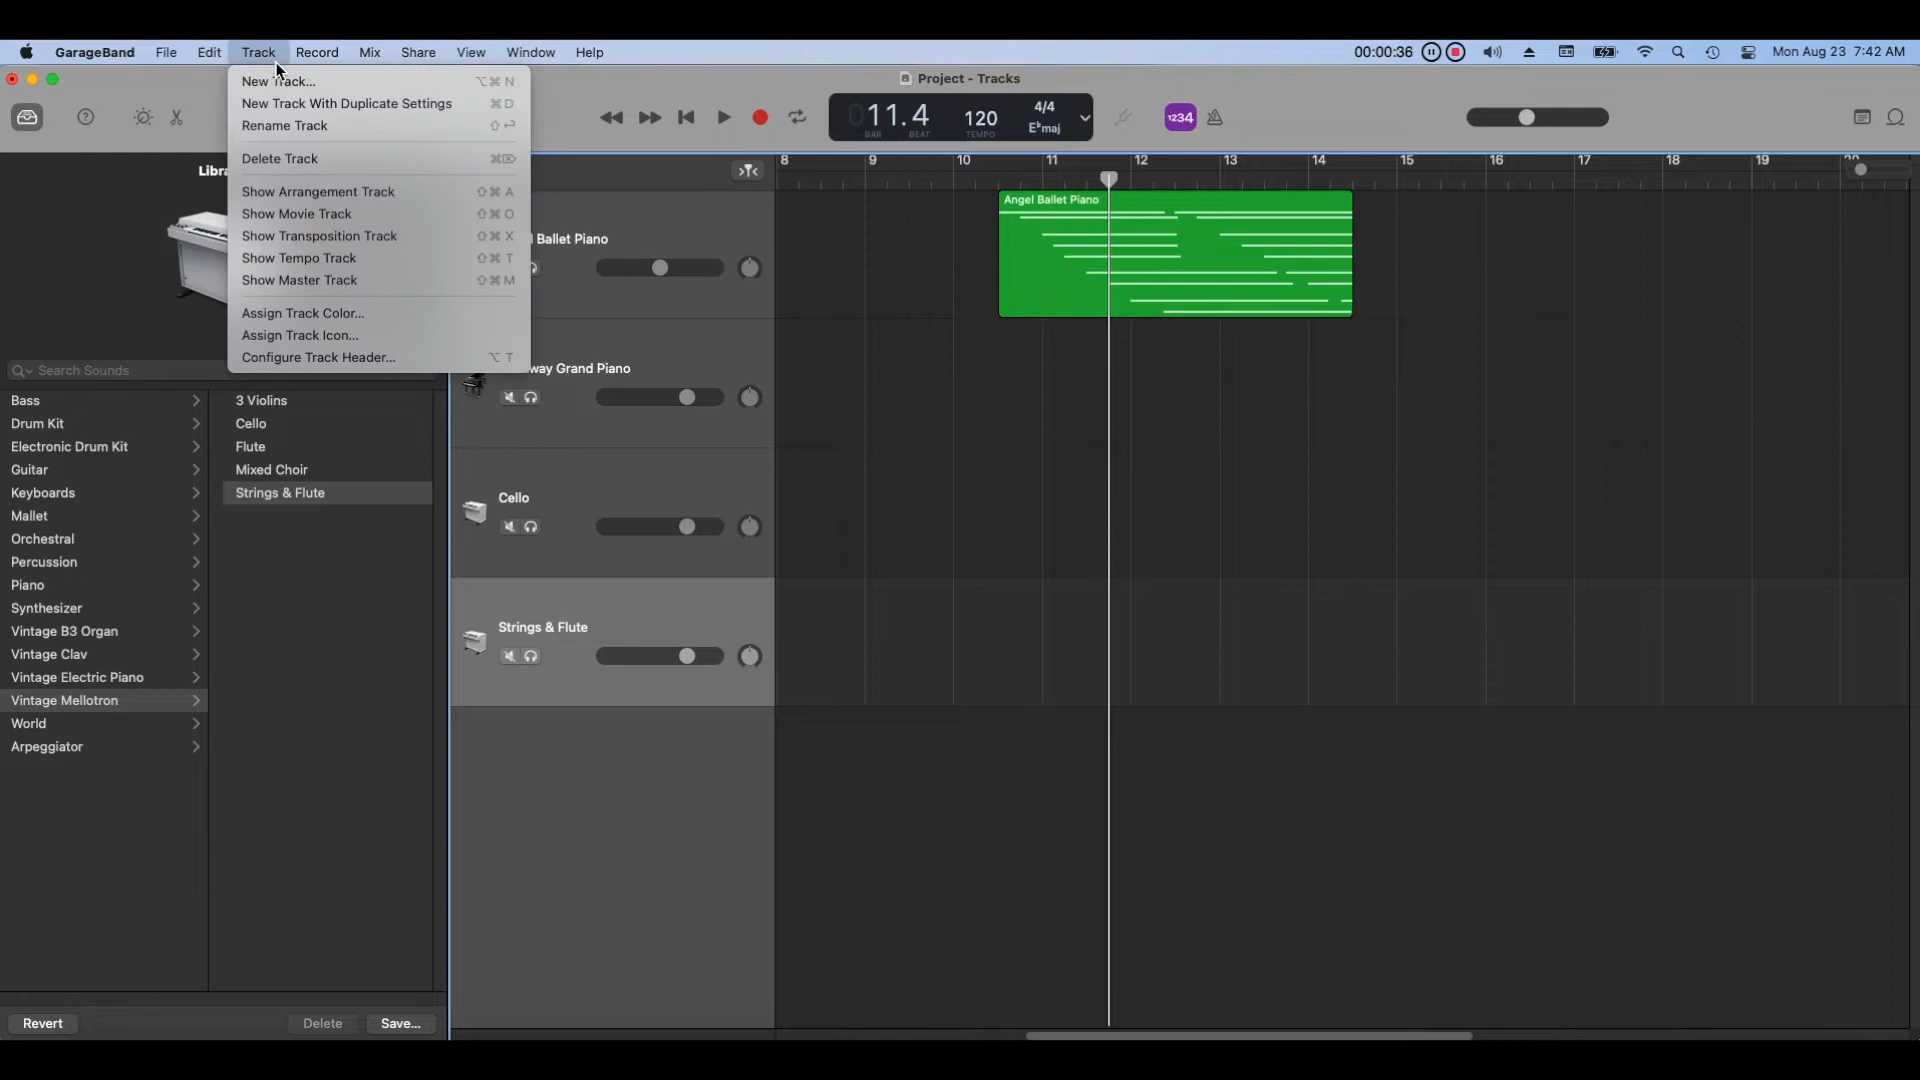 GarageBand File Edit Track Record Mix Share View Window Help 00:00:36 Mon Aug 23 7:42 AM
Project - Tracks
New Track... ⌥⌘N
New Track With Duplicate Settings ⌘D
Rename Track ⇧⏎
Delete Track ⌘⌦
Show Arrangement Track ⇧⌘A
Show Movie Track ⇧⌘O
Show Transposition Track ⇧⌘X
Show Tempo Track ⇧⌘T
Show Master Track ⇧⌘M
Assign Track Color...
Assign Track Icon...
Configure Track Header... ⌥T
011.4 120 4/4
BAR BEAT TEMPO E♭maj
1234
8 9 10 11 12 13 14 15 16 17 18 19
Search Sounds
Bass
Drum Kit
Electronic Drum Kit
Guitar
Keyboards
Mallet
Orchestral
Percussion
Piano
Synthesizer
Vintage B3 Organ
Vintage Clav
Vintage Electric Piano
Vintage Mellotron
World
Arpeggiator
3 Violins
Cello
Flute
Mixed Choir
Strings & Flute
Revert Delete Save...
Ballet Piano
way Grand Piano
Cello
Strings & Flute
Angel Ballet Piano